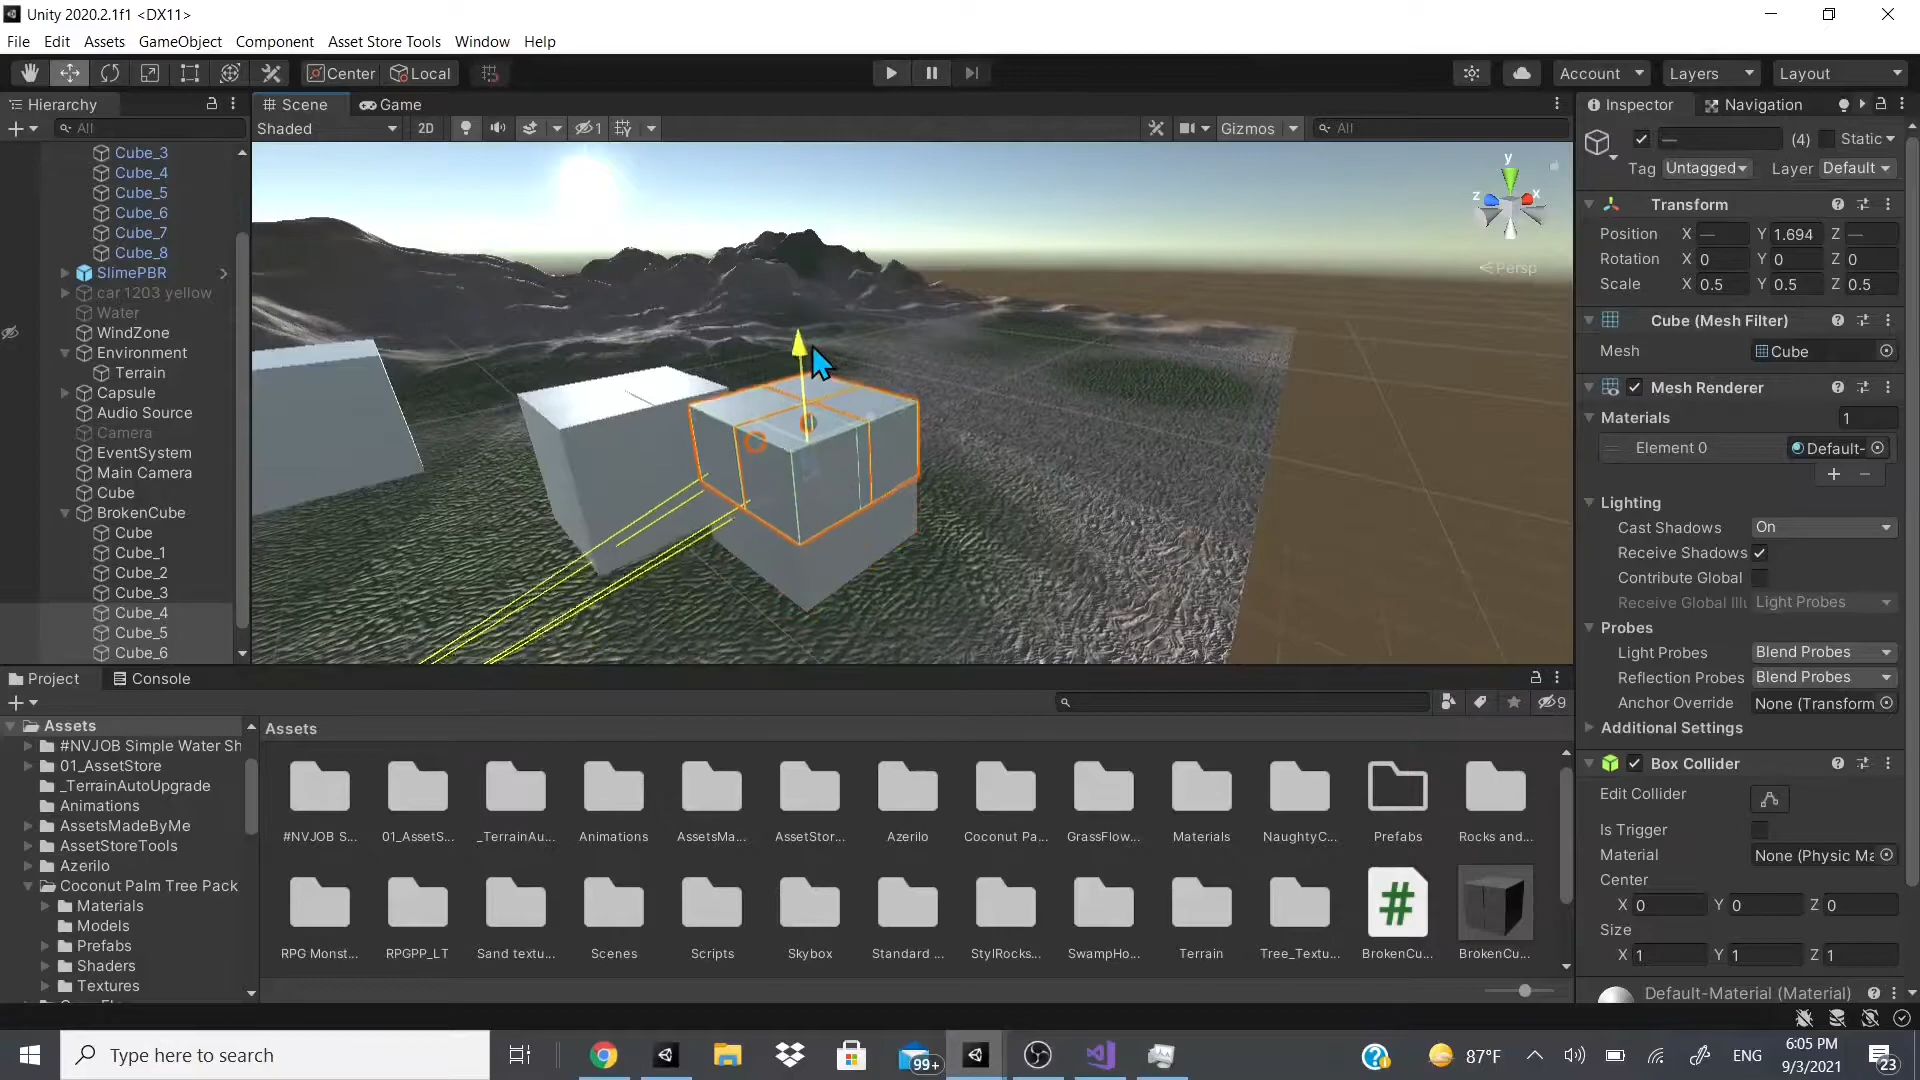 Unity 2020.2.1f1 <DX11>
File Edit Assets GameObject Component Asset Store Tools Window Help
Center Local Account Layers Layout
Hierarchy
All
Cube_3
Cube_4
Cube_5
Cube_6
Cube_7
Cube_8
SlimePBR
car 1203 yellow
Water
WindZone
Environment
Terrain
Capsule
Audio Source
Camera
EventSystem
Main Camera
Cube
BrokenCube
Cube
Cube_1
Cube_2
Cube_3
Cube_4
Cube_5
Cube_6
Scene Game
Shaded 2D 1 Gizmos All
y
z x
Persp
Inspector Navigation
— (4) Static
Tag Untagged Layer Default
Transform
Position X — Y 1.694 Z —
Rotation X 0 Y 0 Z 0
Scale X 0.5 Y 0.5 Z 0.5
Cube (Mesh Filter)
Mesh Cube
Mesh Renderer
Materials 1
Element 0 Default-
Lighting
Cast Shadows On
Receive Shadows
Contribute Global
Receive Global Illu Light Probes
Probes
Light Probes Blend Probes
Reflection Probes Blend Probes
Anchor Override None (Transform
Additional Settings
Box Collider
Edit Collider
Is Trigger
Material None (Physic Ma
Center
X 0 Y 0 Z 0
Size
X 1 Y 1 Z 1
Default-Material (Material)
Project Console
9
Assets
#NVJOB Simple Water Sh
01_AssetStore
_TerrainAutoUpgrade
Animations
AssetsMadeByMe
AssetStoreTools
Azerilo
Coconut Palm Tree Pack
Materials
Models
Prefabs
Shaders
Textures
Assets
#NVJOB S... 01_AssetS... _TerrainAu... Animations AssetsMa... AssetStor... Azerilo Coconut Pa... GrassFlow... Materials NaughtyC... Prefabs Rocks and...
RPG Monst... RPGPP_LT Sand textu... Scenes Scripts Skybox Standard ... StylRocks... SwampHo... Terrain Tree_Textu... BrokenCu... BrokenCu...
Type here to search
99+
87°F
ENG
6:05 PM
9/3/2021
23